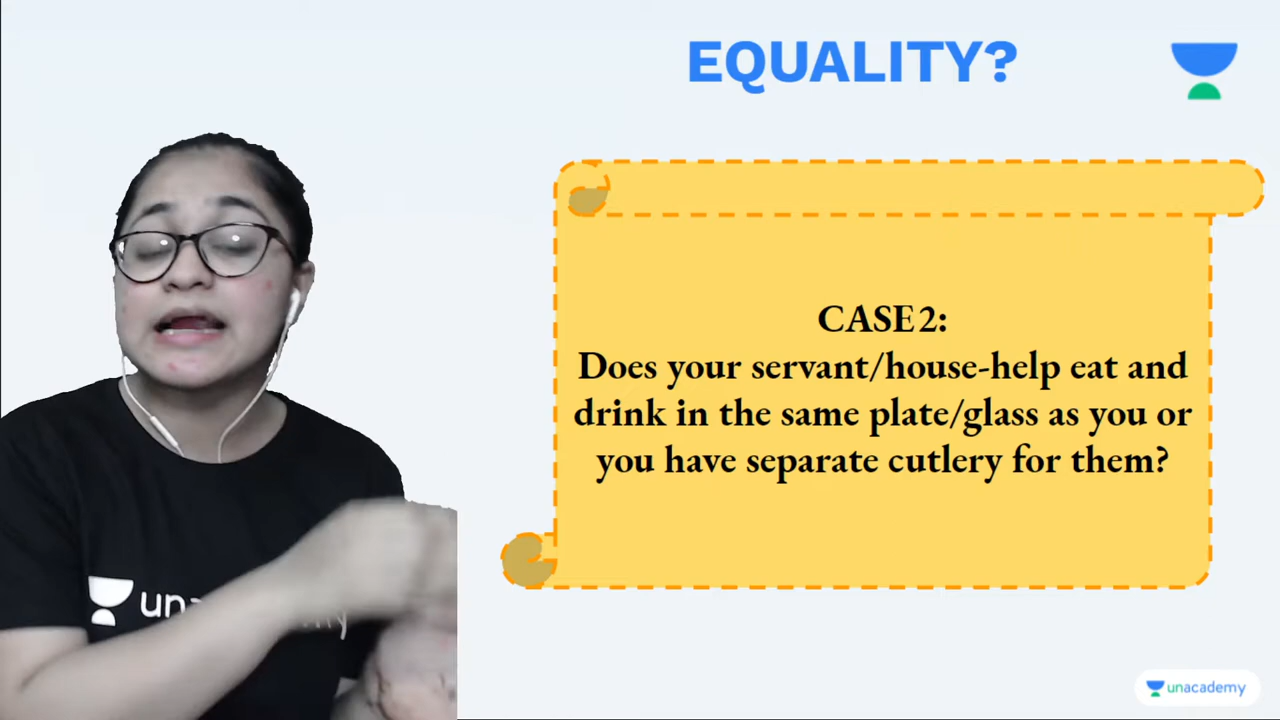 EQUALITY?
CASE 2:
Does your servant/house-help eat and
drink in the same plate/glass as you or
you have separate cutlery for them?
unacademy